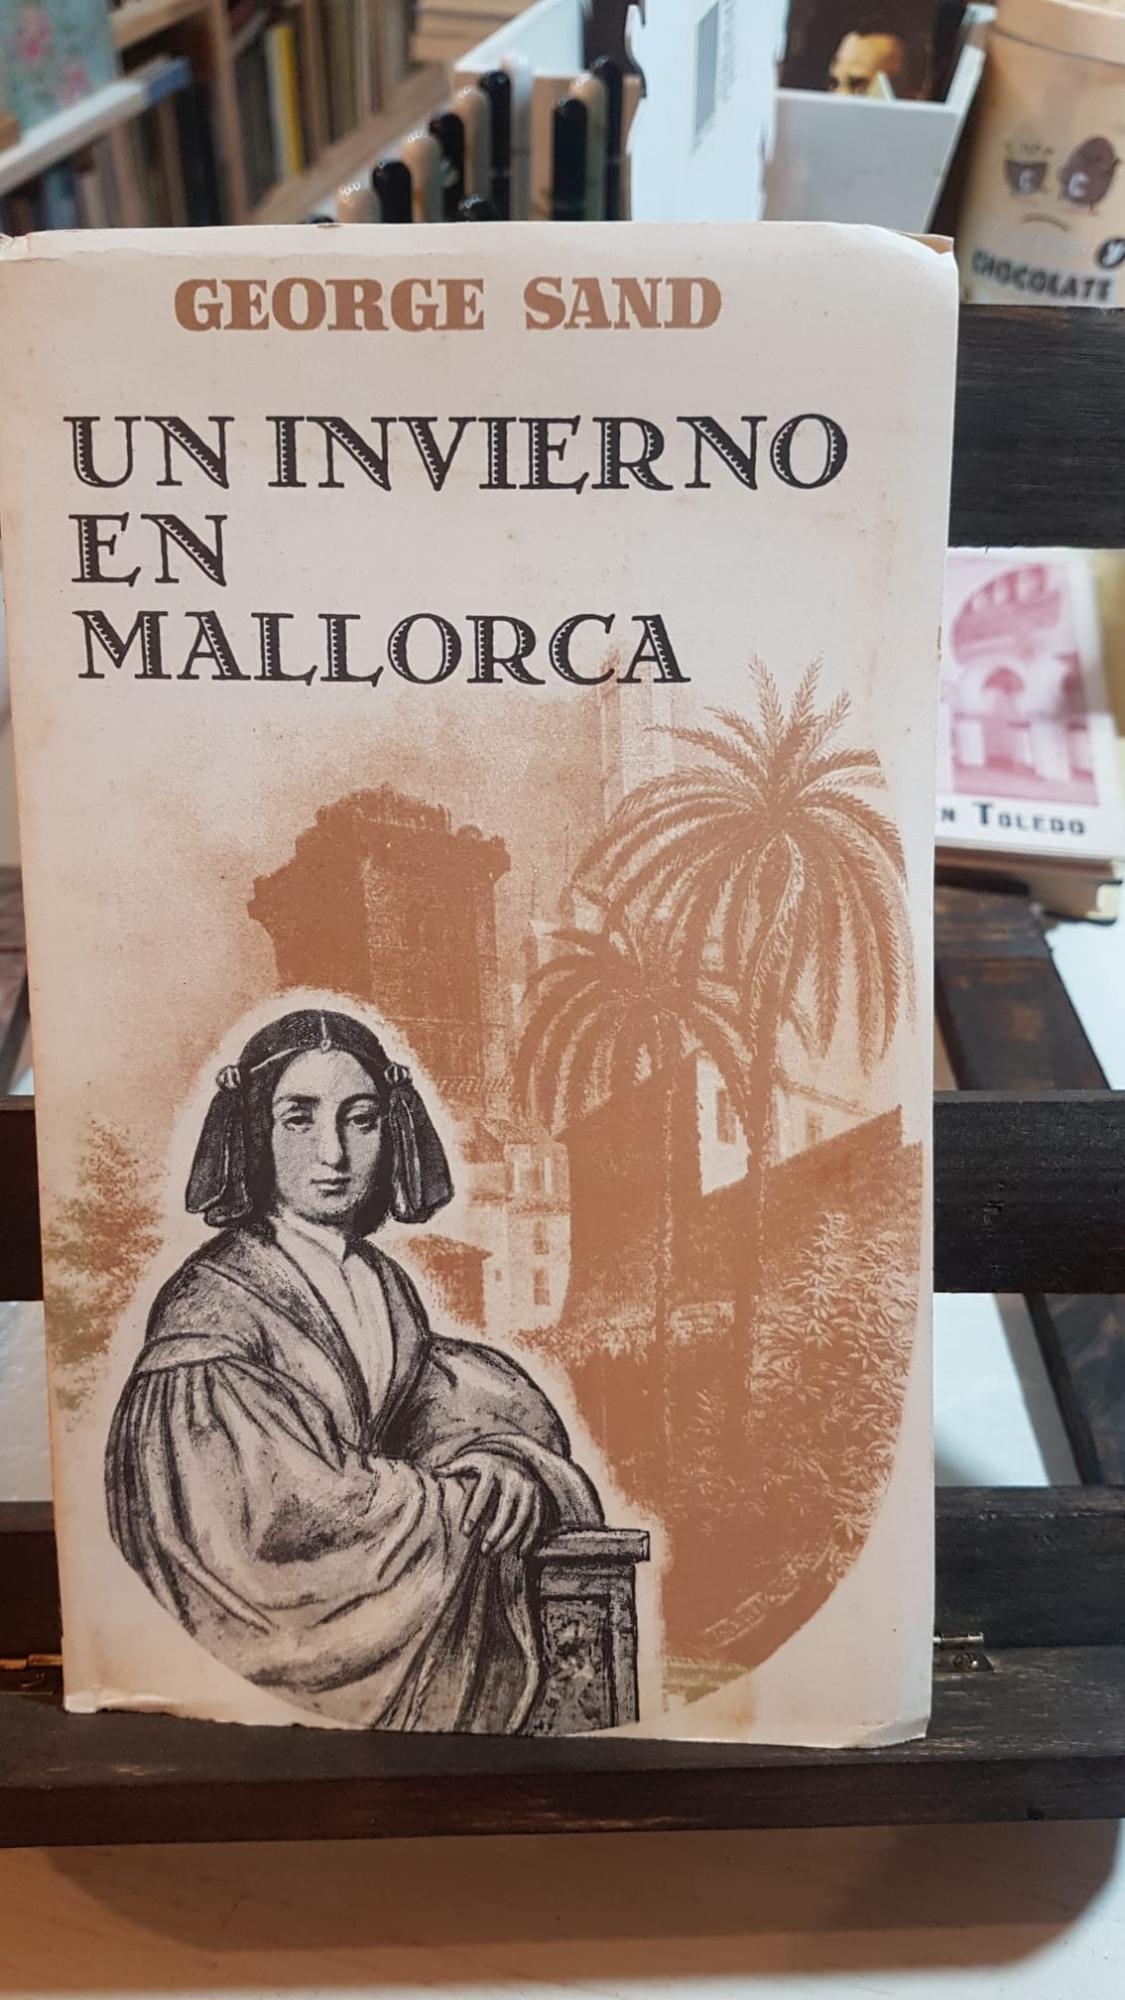 GEORGE SAND
UN INVIERNO
EN
MALLORCA
CHOCOLATE
TOLEDO